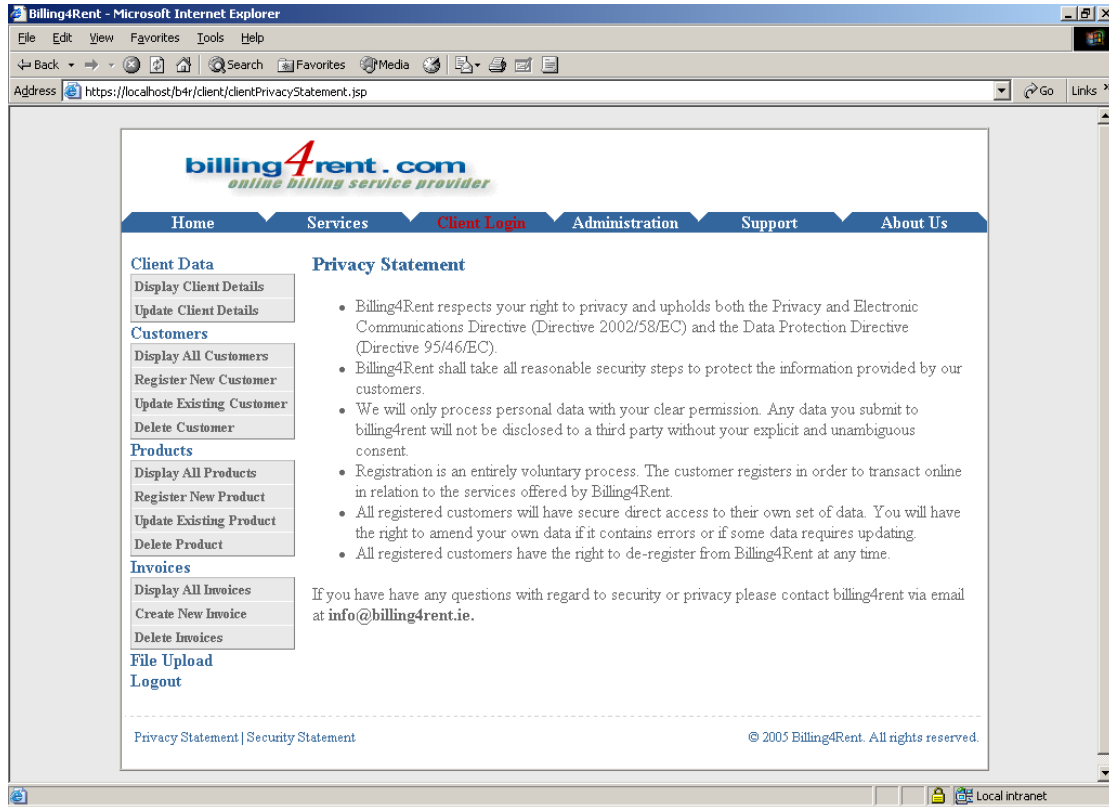 Billing4Rent - Microsoft Internet Explorer
File Edit View Favorites Tools Help
Back Search Favorites Media
Address https://localhost/b4r/client/clientPrivacyStatement.jsp Go Links
billing4rent.com
online billing service provider
Home Services Client Login Administration Support About Us
Client Data
Display Client Details
Update Client Details
Customers
Display All Customers
Register New Customer
Update Existing Customer
Delete Customer
Products
Display All Products
Register New Product
Update Existing Product
Delete Product
Invoices
Display All Invoices
Create New Invoice
Delete Invoices
File Upload
Logout
Privacy Statement
• Billing4Rent respects your right to privacy and upholds both the Privacy and Electronic
Communications Directive (Directive 2002/58/EC) and the Data Protection Directive
(Directive 95/46/EC).
• Billing4Rent shall take all reasonable security steps to protect the information provided by our
customers.
• We will only process personal data with your clear permission. Any data you submit to
billing4rent will not be disclosed to a third party without your explicit and unambiguous
consent.
• Registration is an entirely voluntary process. The customer registers in order to transact online
in relation to the services offered by Billing4Rent.
• All registered customers will have secure direct access to their own set of data. You will have
the right to amend your own data if it contains errors or if some data requires updating.
• All registered customers have the right to de-register from Billing4Rent at any time.
If you have have any questions with regard to security or privacy please contact billing4rent via email
at info@billing4rent.ie.
Privacy Statement | Security Statement
© 2005 Billing4Rent. All rights reserved.
Local intranet